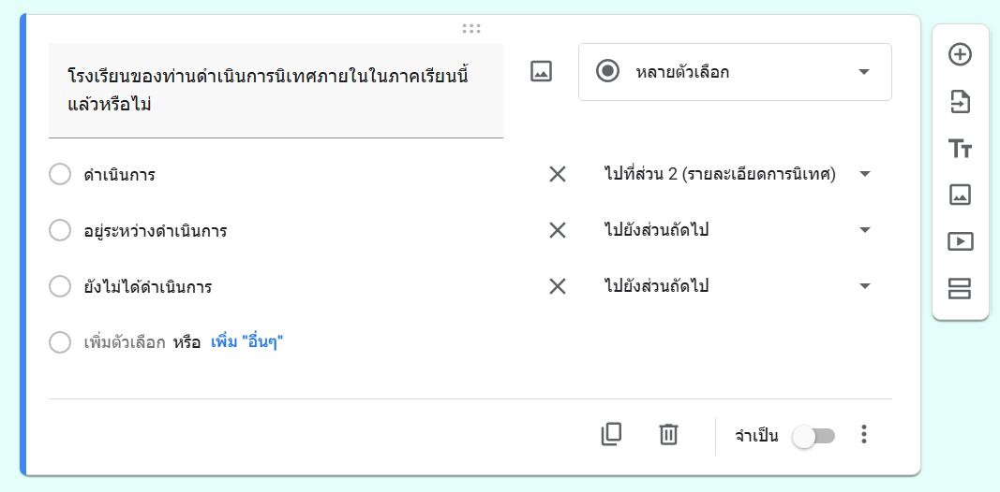 โรงเรียนของท่านดำเนินการนิเทศภายในในภาคเรียนนี้
แล้วหรือไม่
หลายตัวเลือก
ดำเนินการ
ไปที่ส่วน 2 (รายละเอียดการนิเทศ)
อยู่ระหว่างดำเนินการ
ไปยังส่วนถัดไป
ยังไม่ได้ดำเนินการ
ไปยังส่วนถัดไป
เพิ่มตัวเลือก หรือ เพิ่ม "อื่นๆ"
จำเป็น